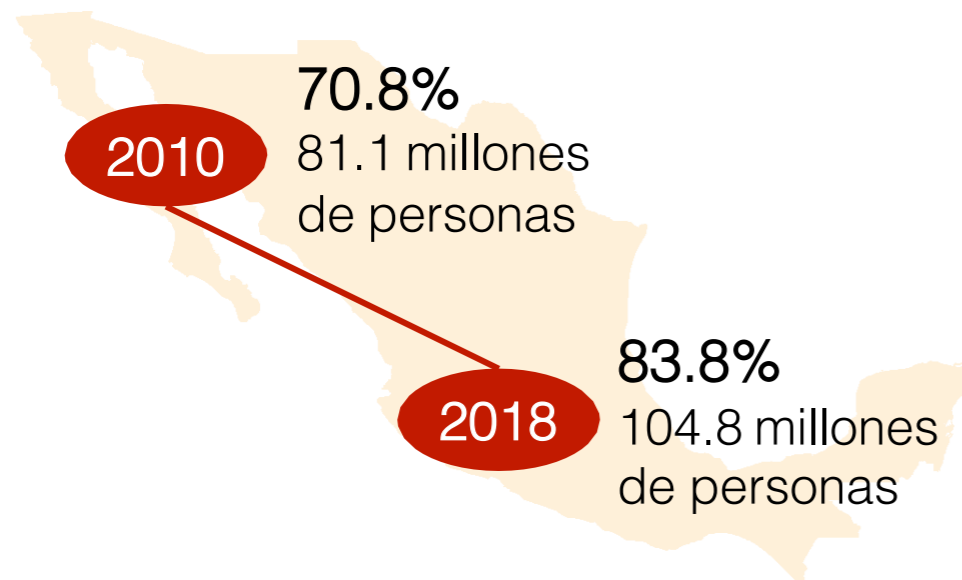 2010
70.8%
81.1 millones
de personas
2018
83.8%
104.8 millones
de personas